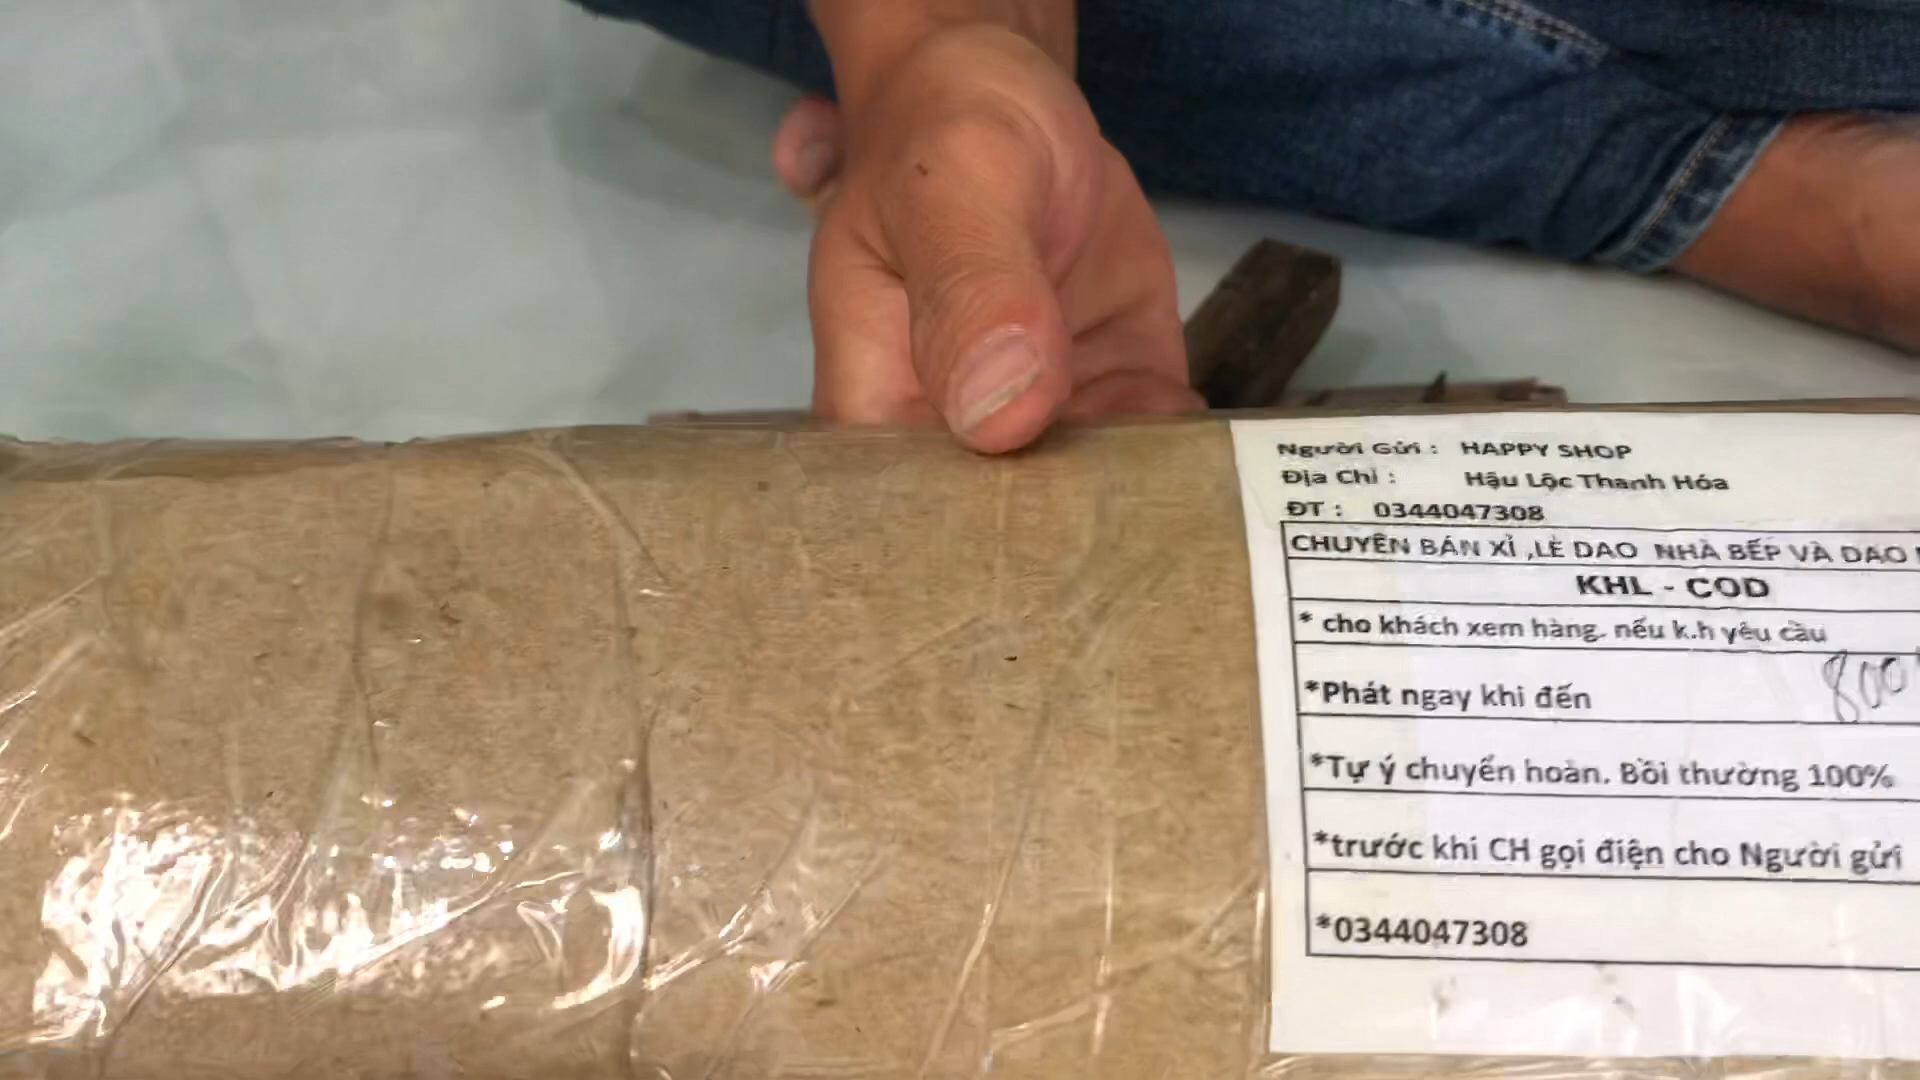 Người Gửi : HAPPY SHOP
Địa Chỉ : Hậu Lộc Thanh Hóa
ĐT : 0344047308
CHUYÊN BÁN XỈ ,LẺ DAO NHÀ BẾP VÀ DAO
KHL - COD
* cho khách xem hàng. nếu k.h yêu cầu
800
*Phát ngay khi đến
*Tự ý chuyển hoàn. Bồi thường 100%
*trước khi CH gọi điện cho Người gửi
*0344047308